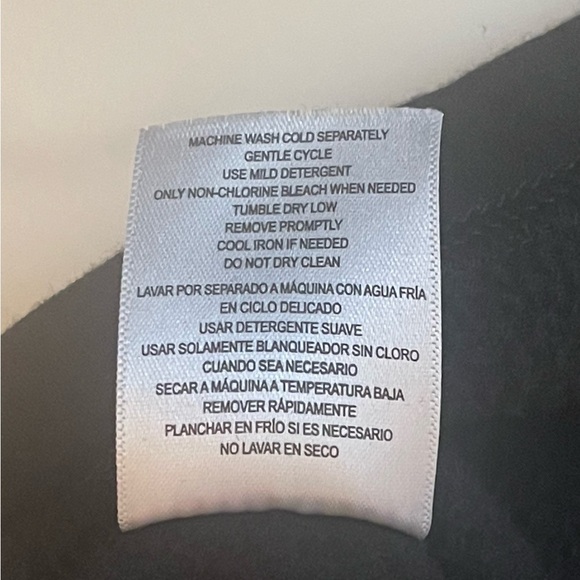 MACHINE WASH COLD SEPARATELY
GENTLE CYCLE
USE MILD DETERGENT
ONLY NON-CHLORINE BLEACH WHEN NEEDED
TUMBLE DRY LOW
REMOVE PROMPTLY
COOL IRON IF NEEDED
DO NOT DRY CLEAN
LAVAR POR SEPARADO A MÁQUINA CON AGUA FRÍA
EN CICLO DELICADO
USAR DETERGENTE SUAVE
USAR SOLAMENTE BLANQUEADOR SIN CLORO
CUANDO SEA NECESARIO
SECAR A MÁQUINA A TEMPERATURA BAJA
REMOVER RÁPIDAMENTE
PLANCHAR EN FRÍO SI ES NECESARIO
NO LAVAR EN SECO